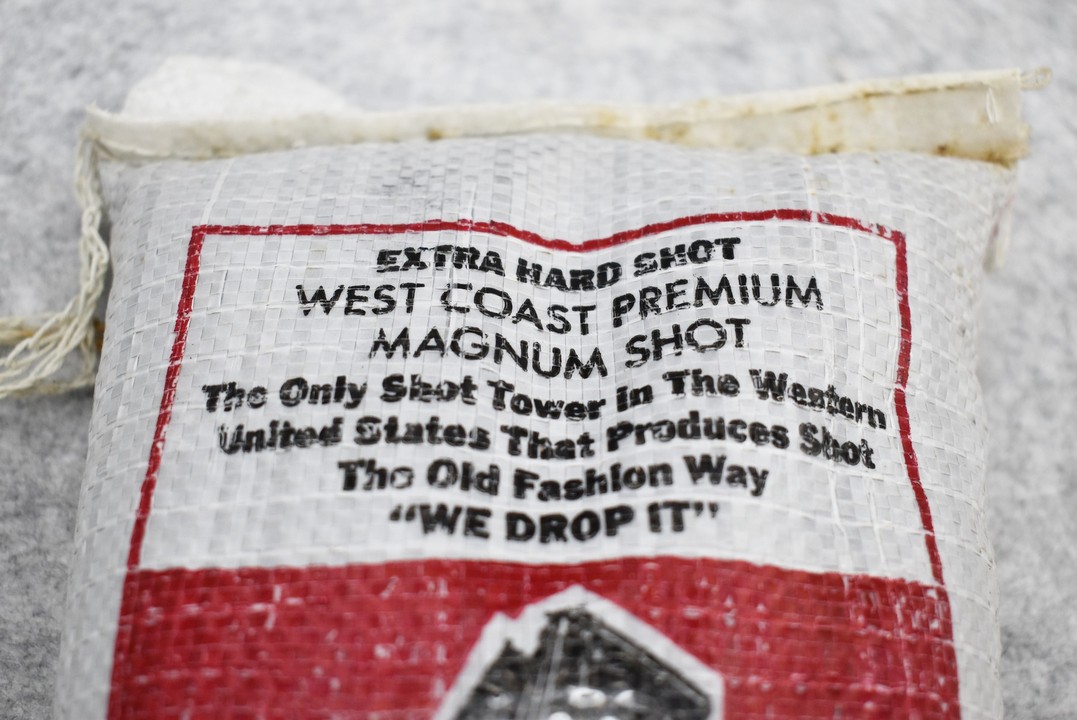 EXTRA HARD SHOT
WEST COAST PREMIUM
MAGNUM SHOT
The Only Shot Tower in The Western
United States That Produces Shot
The Old Fashion Way
“WE DROP IT”